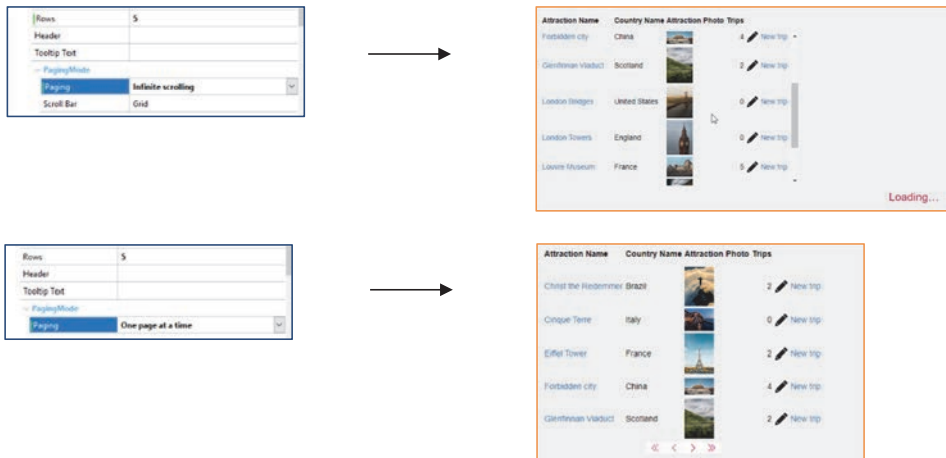 Rows 5
Header
Tooltip Text
PagingMode
Paging Infinite scrolling
Scroll Bar Grid
Attraction Name Country Name Attraction Photo Trips
Forbidden city China 4 New trip
Glenfinnan Viaduct Scotland 2 New trip
London Bridges United States 0 New trip
London Towers England 0 New trip
Louvre Museum France 5 New trip
Loading...
Rows 5
Header
Tooltip Text
PagingMode
Paging One page at a time
Attraction Name Country Name Attraction Photo Trips
Christ the Redemmer Brazil 2 New trip
Cinque Terre Italy 0 New trip
Eiffel Tower France 2 New trip
Forbidden city China 4 New trip
Glenfinnan Viaduct Scotland 2 New trip